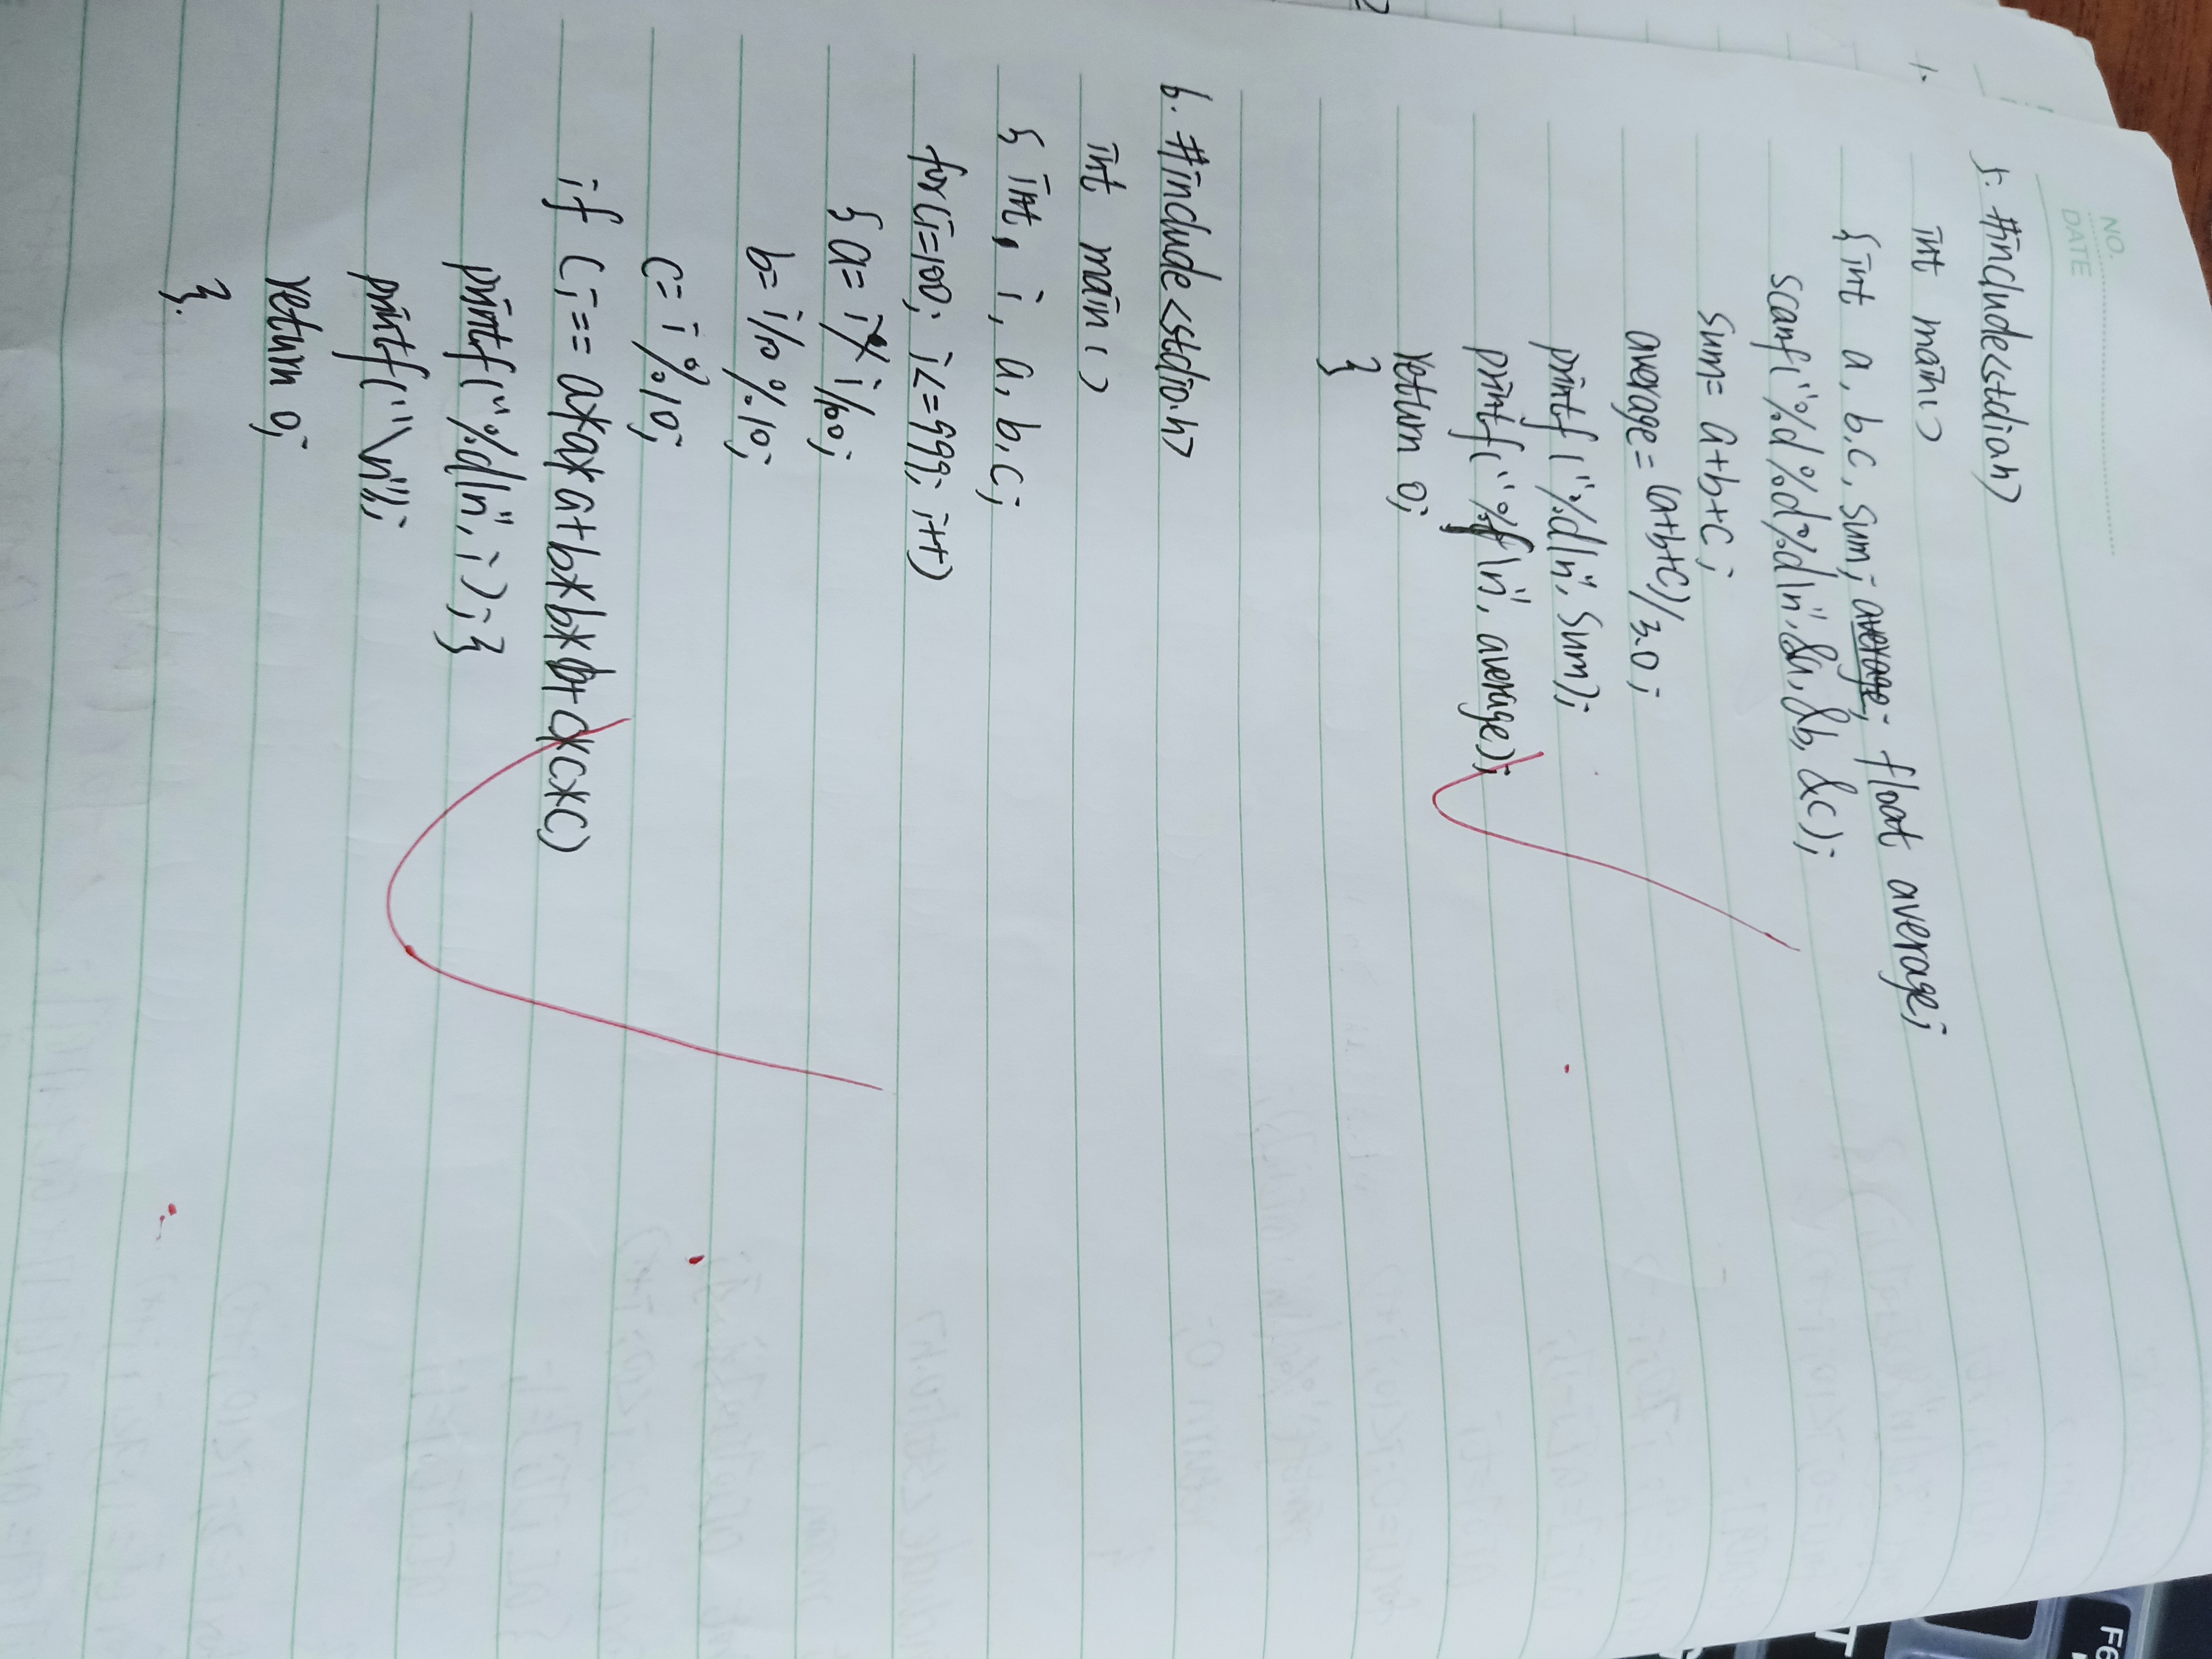 NO.
DATE
5. #include<stdioh>
int main()
{int a, b, c, sum; average; float average;
scanf("%d%d%d\n", &a, &b, &c);
sum = a+b+c;
average = (a+b+c)/3.0;
printf("%d\n", sum);
printf("%f\n", average);
return 0;
}
6. #include<stdio.h>
int main()
{ int, i, a, b, c;
for(i=100; i<=999; i++)
{ a= i/100;
b= i/10 %10;
c= i %10;
if (i== a*a*a+b*b*b+c*c*c)
printf("%d\n", i);}
printf("\n");
return 0;
}.
F6